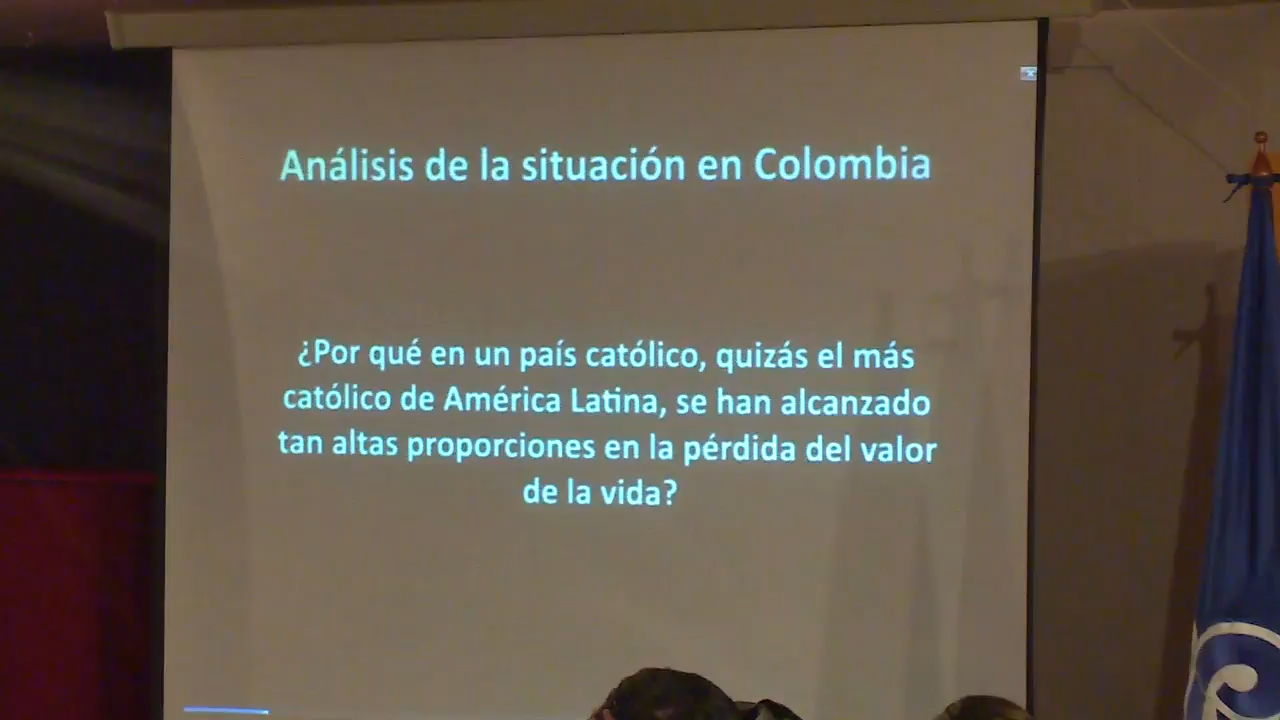 Análisis de la situación en Colombia
¿Por qué en un país católico, quizás el más
católico de América Latina, se han alcanzado
tan altas proporciones en la pérdida del valor
de la vida?